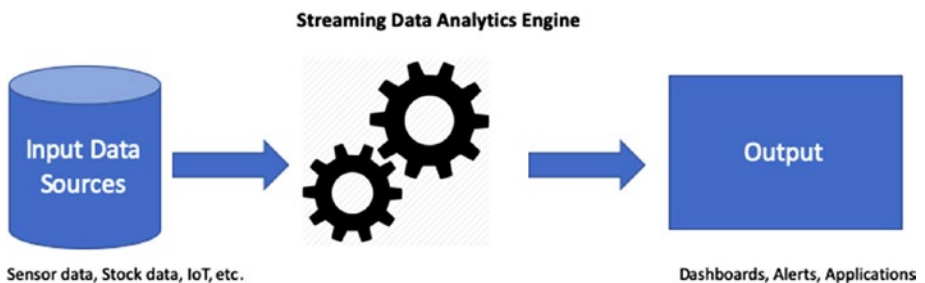 Streaming Data Analytics Engine
Input Data
Sources
Output
Sensor data, Stock data, IoT, etc.
Dashboards, Alerts, Applications